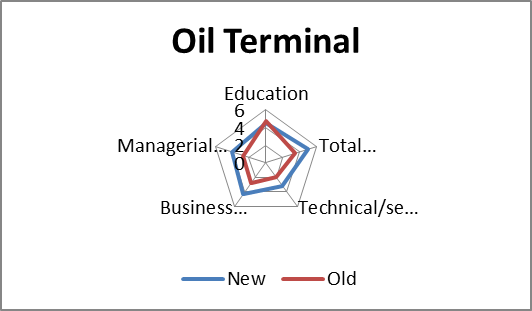 Oil Terminal
Education
6
4
2
0
Managerial...
Total...
Business...
Technical/se...
New
Old